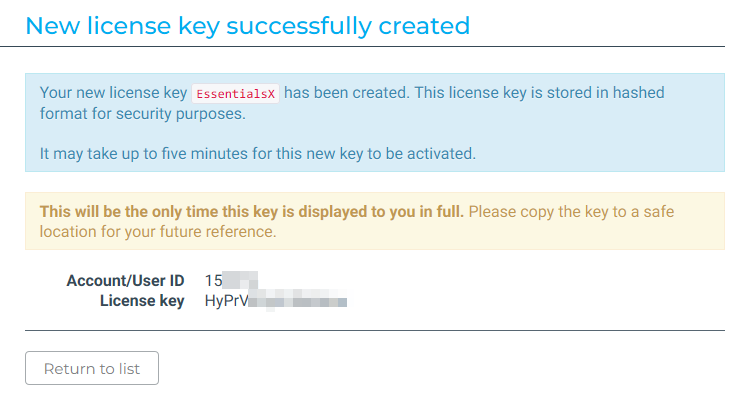 New license key successfully created
Your new license key EssentialsX has been created. This license key is stored in hashed
format for security purposes.
It may take up to five minutes for this new key to be activated.
This will be the only time this key is displayed to you in full. Please copy the key to a safe
location for your future reference.
Account/User ID 15
License key HyPrV
Return to list